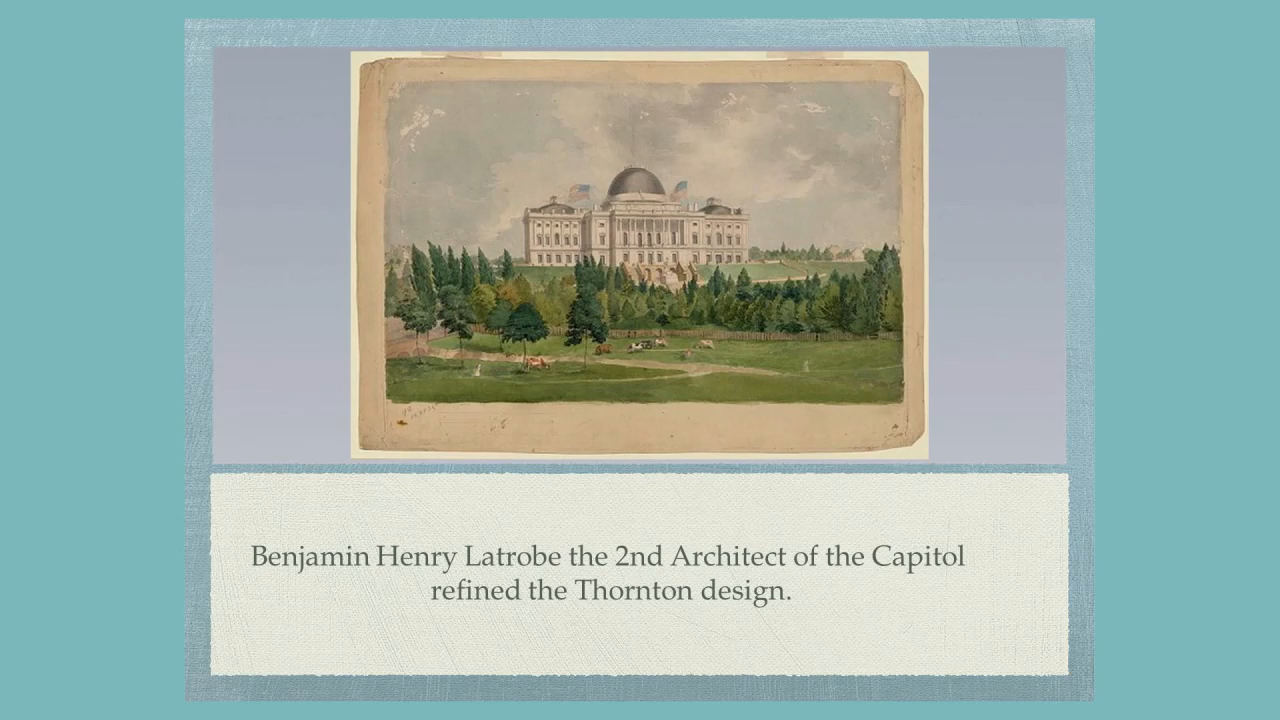 Benjamin Henry Latrobe the 2nd Architect of the Capitol
refined the Thornton design.